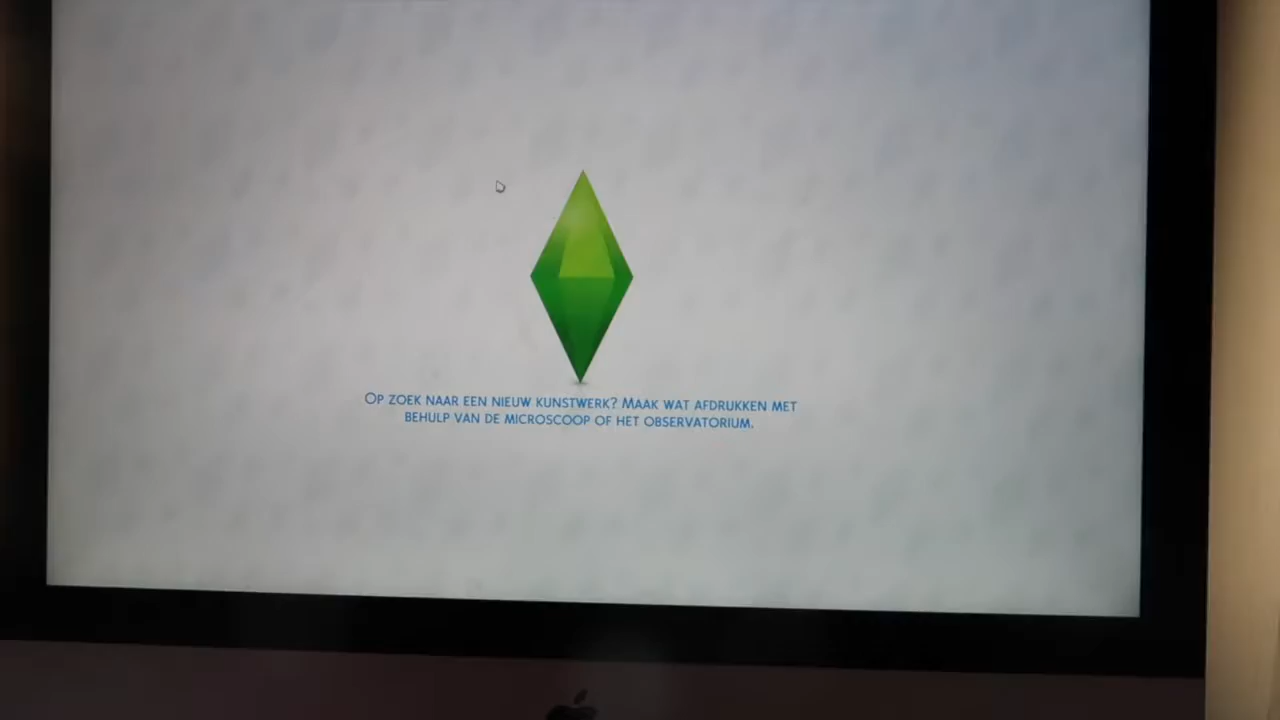 Op zoek naar een nieuw kunstwerk? Maak wat afdrukken met
behulp van de microscoop of het observatorium.